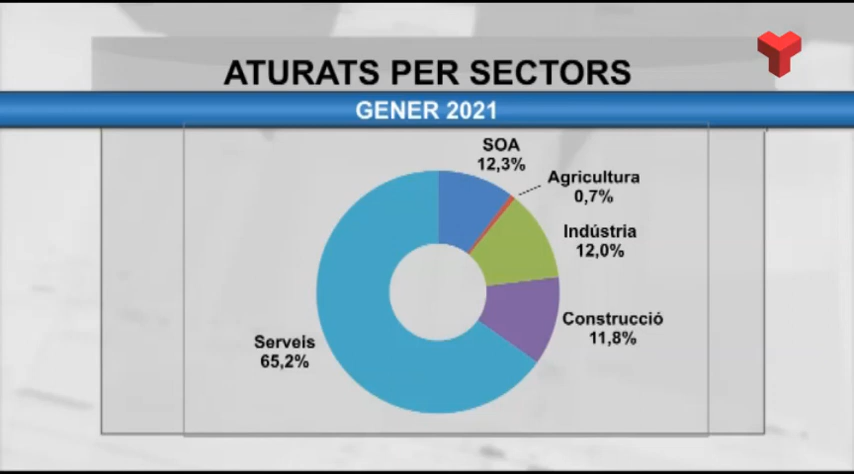 ATURATS PER SECTORS
GENER 2021
SOA
12,3%
Agricultura
0,7%
Indústria
12,0%
Construcció
11,8%
Serveis
65,2%